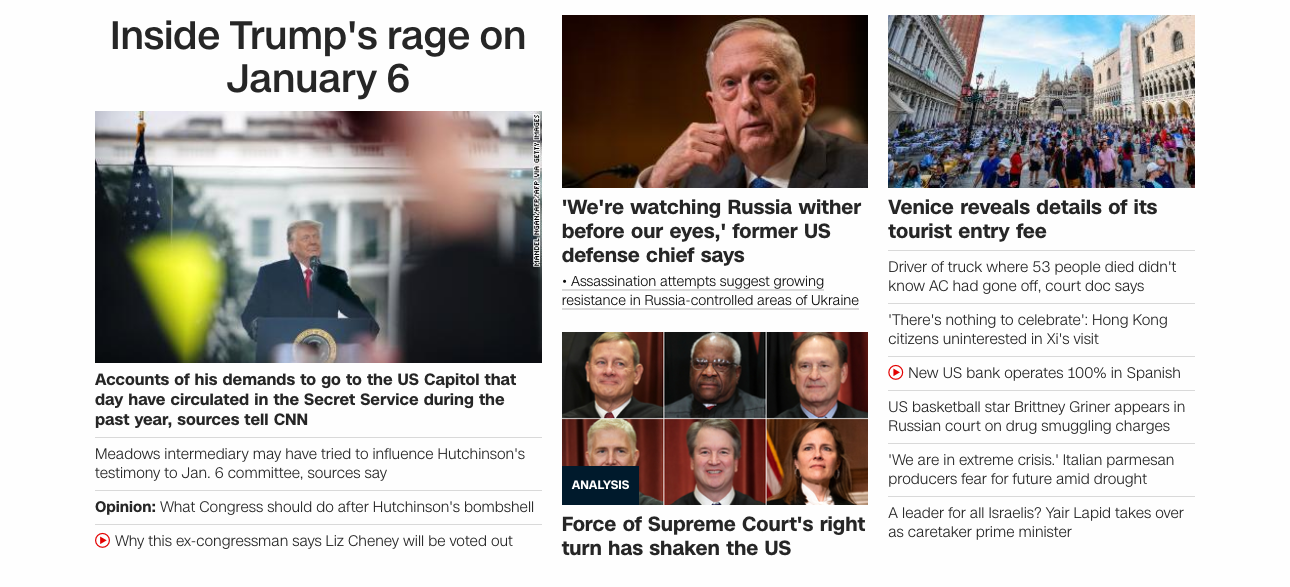 Inside Trump's rage on
January 6
MANDEL NGAN/AFP/AFP VIA GETTY IMAGES
Accounts of his demands to go to the US Capitol that
day have circulated in the Secret Service during the
past year, sources tell CNN
Meadows intermediary may have tried to influence Hutchinson's
testimony to Jan. 6 committee, sources say
Opinion: What Congress should do after Hutchinson's bombshell
Why this ex-congressman says Liz Cheney will be voted out
'We're watching Russia wither
before our eyes,' former US
defense chief says
• Assassination attempts suggest growing
resistance in Russia-controlled areas of Ukraine
ANALYSIS
Force of Supreme Court's right
turn has shaken the US
Venice reveals details of its
tourist entry fee
Driver of truck where 53 people died didn't
know AC had gone off, court doc says
'There's nothing to celebrate': Hong Kong
citizens uninterested in Xi's visit
New US bank operates 100% in Spanish
US basketball star Brittney Griner appears in
Russian court on drug smuggling charges
'We are in extreme crisis.' Italian parmesan
producers fear for future amid drought
A leader for all Israelis? Yair Lapid takes over
as caretaker prime minister